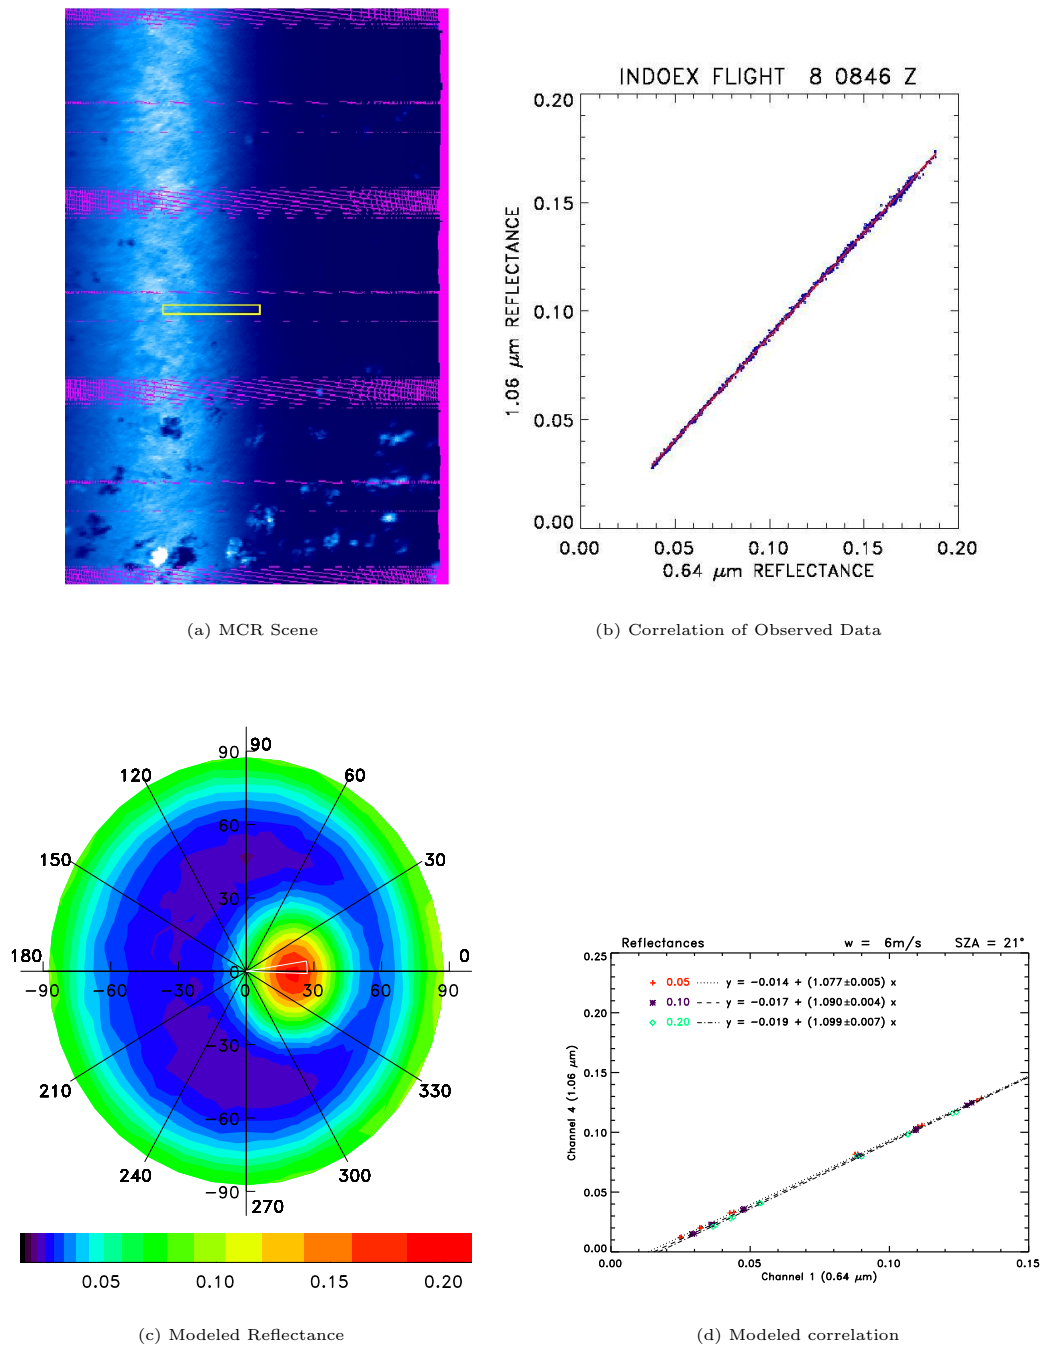 INDOEX FLIGHT 8 0846 Z
0.20
0.15
0.10
0.05
0.00
1.06 μm REFLECTANCE
0.00 0.05 0.10 0.15 0.20
0.64 μm REFLECTANCE
(a) MCR Scene
(b) Correlation of Observed Data
90 90
120 60
60
150 30
30
180 0 0
−90 −60 −30 0 30 60 90
−30
210 330
−60
240 300
−90 270
0.05 0.10 0.15 0.20
(c) Modeled Reflectance
Reflectances w = 6m/s SZA = 21°
0.25
0.05 y = −0.014 + (1.077±0.005) x
0.10 y = −0.017 + (1.090±0.004) x
0.20 y = −0.019 + (1.099±0.007) x
0.20
0.15
0.10
0.05
0.00
Channel 4 (1.06 μm)
0.00 0.05 0.10 0.15
Channel 1 (0.64 μm)
(d) Modeled correlation